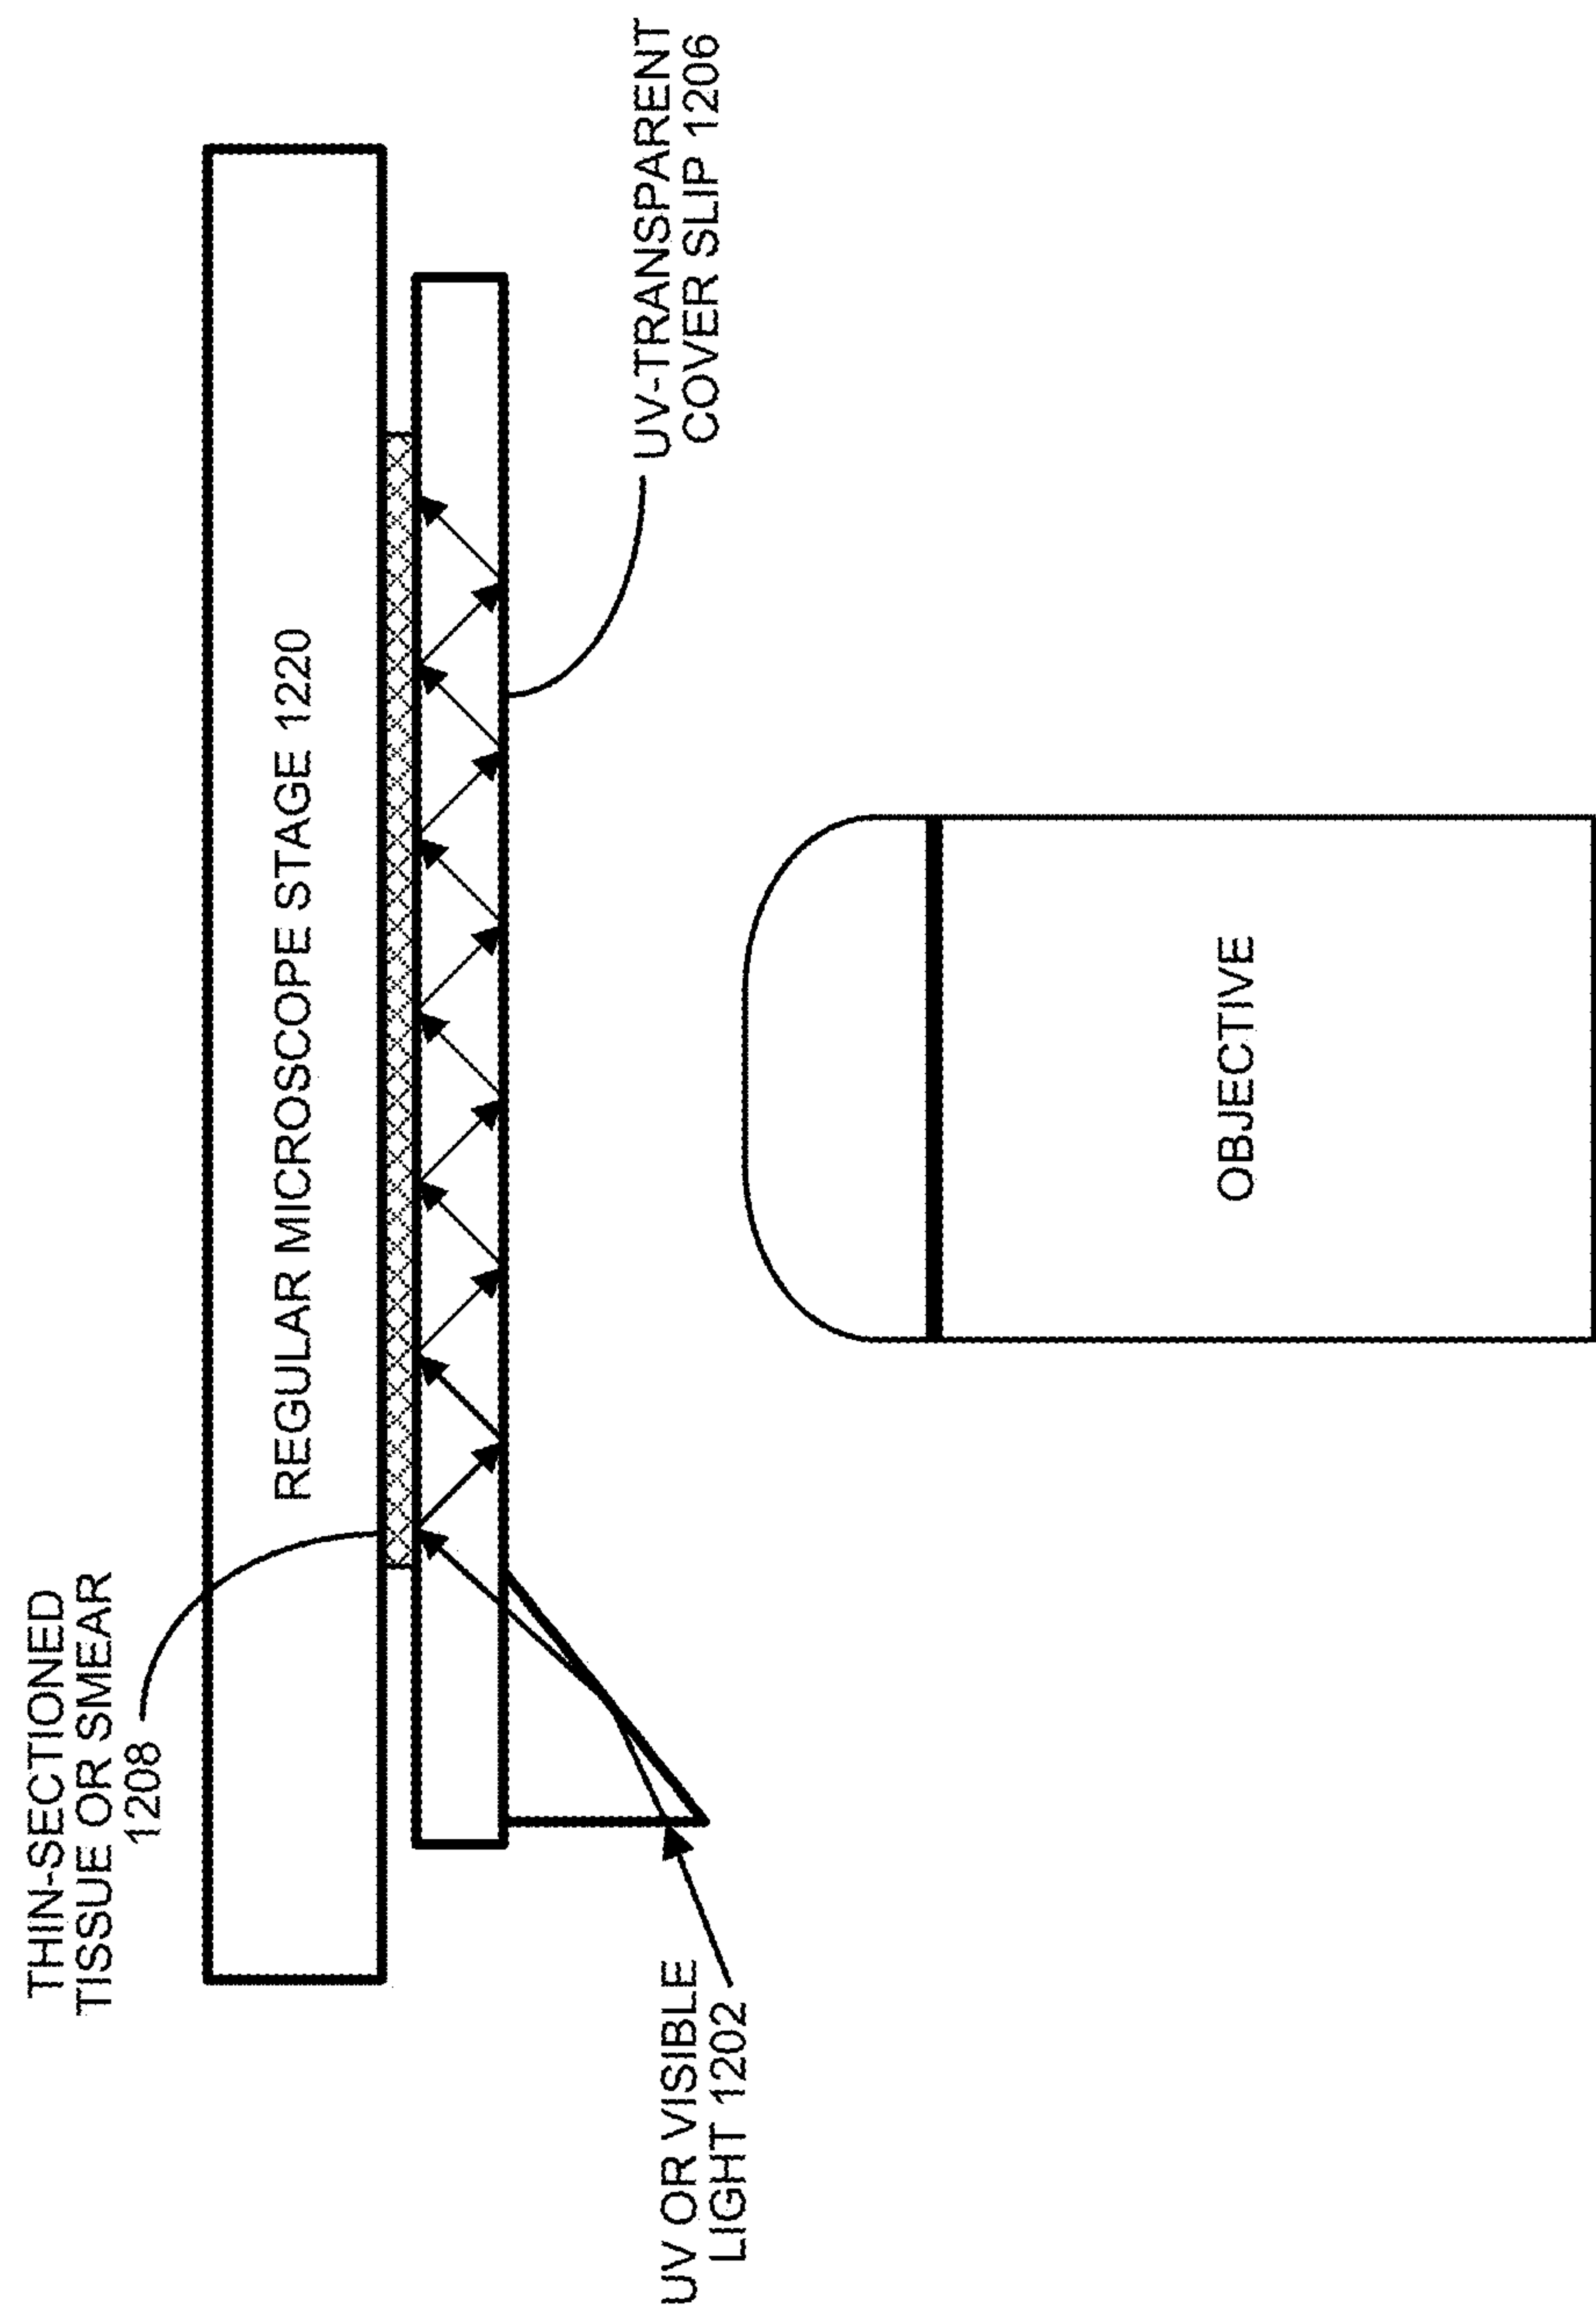 THIN-SECTIONED
TISSUE OR SMEAR
1208
REGULAR MICROSCOPE STAGE 1220
UV OR VISIBLE
LIGHT 1202
UV-TRANSPARENT
COVER SLIP 1206
OBJECTIVE